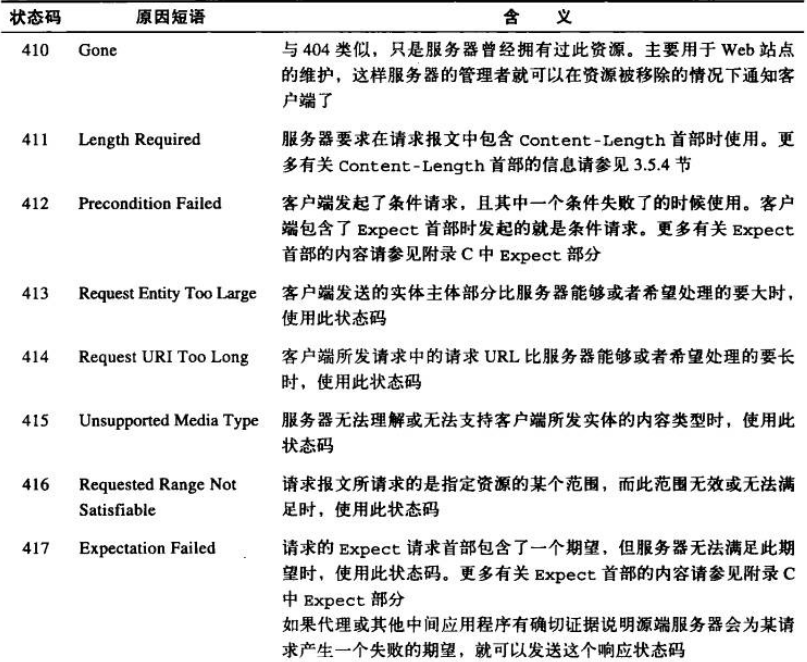 状态码 原因短语 含 义
410 Gone 与 404 类似，只是服务器曾经拥有过此资源。主要用于 Web 站点
的维护，这样服务器的管理者就可以在资源被移除的情况下通知客
户端了
411 Length Required 服务器要求在请求报文中包含 Content-Length 首部时使用。更
多有关 Content-Length 首部的信息请参见 3.5.4 节
412 Precondition Failed 客户端发起了条件请求，且其中一个条件失败了的时候使用。客户
端包含了 Expect 首部时发起的就是条件请求。更多有关 Expect
首部的内容请参见附录 C 中 Expect 部分
413 Request Entity Too Large 客户端发送的实体主体部分比服务器能够或者希望处理的要大时，
使用此状态码
414 Request URI Too Long 客户端所发请求中的请求 URL 比服务器能够或者希望处理的要长
时，使用此状态码
415 Unsupported Media Type 服务器无法理解或无法支持客户端所发实体的内容类型时，使用此
状态码
416 Requested Range Not 请求报文所请求的是指定资源的某个范围，而此范围无效或无法满
Satisfiable 足时，使用此状态码
417 Expectation Failed 请求的 Expect 请求首部包含了一个期望，但服务器无法满足此期
望时，使用此状态码。更多有关 Expect 首部的内容请参见附录 C
中 Expect 部分
如果代理或其他中间应用程序有确切证据说明源端服务器会为某请
求产生一个失败的期望，就可以发送这个响应状态码